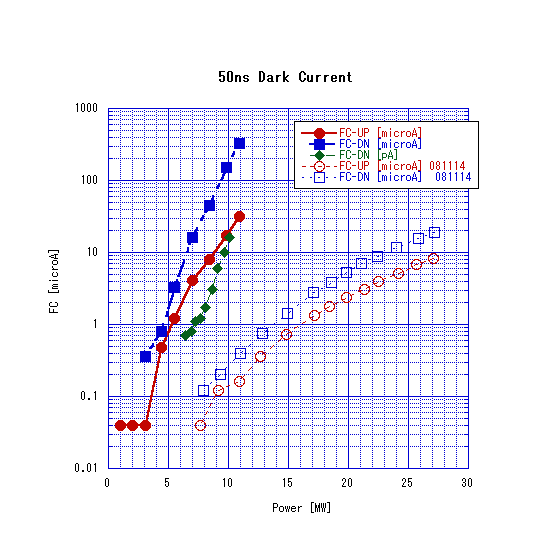 50ns Dark Current
1000
100
10
1
0.1
0.01
FC [microA]
FC-UP [microA]
FC-DN [microA]
FC-DN [pA]
FC-UP [microA] 081114
FC-DN [microA] 081114
0 5 10 15 20 25 30
Power [MW]